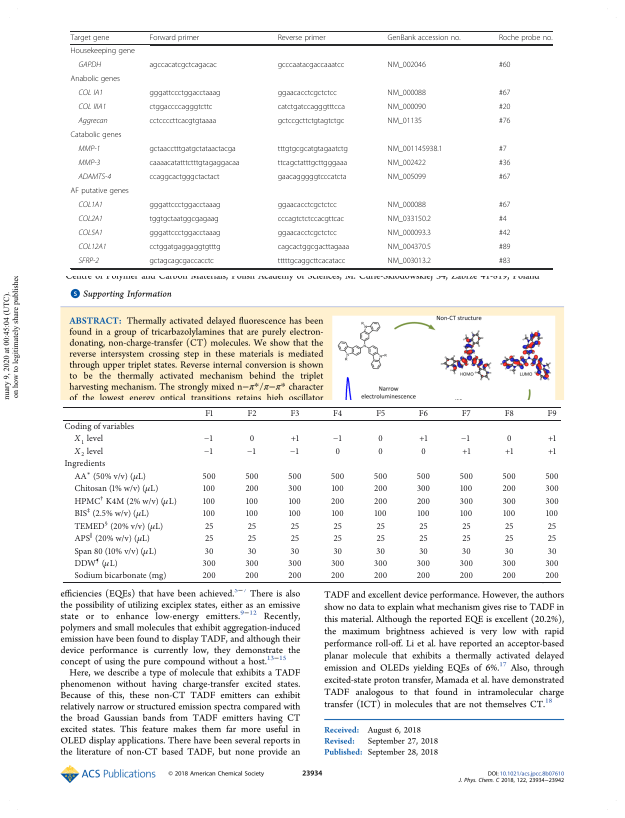 Target gene Forward primer Reverse primer GenBank accession no. Roche probe no.
Housekeeping gene
GAPDH agccacatcgctcagacac gcccaatacgaccaaatcc NM_002046 #60
Anabolic genes
COL IA1 gggattccctggacctaaag ggaacacctcgctctcc NM_000088 #67
COL IIIA1 ctggaccccagggtcttc catctgatccagggtttcca NM_000090 #20
Aggrecan cctccccttcacgtgtaaaa gctccgcttctgtagtctgc NM_01135 #76
Catabolic genes
MMP-1 gctaacctttgatgctataactacga tttgtgcgcatgtagaatctg NM_001145938.1 #7
MMP-3 caaaacatatttctttgtagaggacaa ttcagctatttgcttgggaaa NM_002422 #36
ADAMTS-4 ccaggcactgggctactact gaacagggggtcccatcta NM_005099 #67
AF putative genes
COL1A1 gggattccctggacctaaag ggaacacctcgctctcc NM_000088 #67
COL2A1 tggtgctaatggcgagaag cccagtctctccacgttcac NM_033150.2 #4
COL5A1 gggattccctggacctaaag ggaacacctcgctctcc NM_000093.3 #42
COL12A1 cctggatgaggaggtgtttg cagcactggcgacttagaaa NM_004370.5 #89
SFRP-2 gctagcagcgaccacctc tttttgcaggcttcacatacc NM_003013.2 #83
Centre of Polymer and Carbon Materials, Polish Academy of Sciences, M. Curie-Sklodowskiej 34, Zabrze 41-819, Poland
S Supporting Information
ABSTRACT: Thermally activated delayed fluorescence has been
found in a group of tricarbazolylamines that are purely electron-
donating, non-charge-transfer (CT) molecules. We show that the
reverse intersystem crossing step in these materials is mediated
through upper triplet states. Reverse internal conversion is shown
to be the thermally activated mechanism behind the triplet
harvesting mechanism. The strongly mixed n−π*/π−π* character
of the lowest energy optical transitions retains high oscillator
Non-CT structure
HOMO
LUMO
Narrow
electroluminescence
F1 F2 F3 F4 F5 F6 F7 F8 F9
Coding of variables
X1 level −1 0 +1 −1 0 +1 −1 0 +1
X2 level −1 −1 −1 0 0 0 +1 +1 +1
Ingredients
AA* (50% v/v) (μL) 500 500 500 500 500 500 500 500 500
Chitosan (1% w/v) (μL) 100 200 300 100 200 300 100 200 300
HPMC† K4M (2% w/v) (μL) 100 100 100 200 200 200 300 300 300
BIS‡ (2.5% w/v) (μL) 100 100 100 100 100 100 100 100 100
TEMED§ (20% v/v) (μL) 25 25 25 25 25 25 25 25 25
APS‖ (20% w/v) (μL) 25 25 25 25 25 25 25 25 25
Span 80 (10% v/v) (μL) 30 30 30 30 30 30 30 30 30
DDW¶ (μL) 300 300 300 300 300 300 300 300 300
Sodium bicarbonate (mg) 200 200 200 200 200 200 200 200 200
efficiencies (EQEs) that have been achieved. There is also
the possibility of utilizing exciplex states, either as an emissive
state or to enhance low-energy emitters.9−12 Recently,
polymers and small molecules that exhibit aggregation-induced
emission have been found to display TADF, and although their
device performance is currently low, they demonstrate the
concept of using the pure compound without a host.13−15
Here, we describe a type of molecule that exhibits a TADF
phenomenon without having charge-transfer excited states.
Because of this, these non-CT TADF emitters can exhibit
relatively narrow or structured emission spectra compared with
the broad Gaussian bands from TADF emitters having CT
excited states. This feature makes them far more useful in
OLED display applications. There have been several reports in
the literature of non-CT based TADF, but none provide an
TADF and excellent device performance. However, the authors
show no data to explain what mechanism gives rise to TADF in
this material. Although the reported EQE is excellent (20.2%),
the maximum brightness achieved is very low with rapid
performance roll-off. Li et al. have reported an acceptor-based
planar molecule that exhibits a thermally activated delayed
emission and OLEDs yielding EQEs of 6%.17 Also, through
excited-state proton transfer, Mamada et al. have demonstrated
TADF analogous to that found in intramolecular charge
transfer (ICT) in molecules that are not themselves CT.18
Received: August 6, 2018
Revised: September 27, 2018
Published: September 28, 2018
ACS Publications © 2018 American Chemical Society 23934 DOI: 10.1021/acs.jpcc.8b07610
J. Phys. Chem. C 2018, 122, 23934−23942
nuary 9, 2020 at 00:45:04 (UTC).
on how to legitimately share publishe